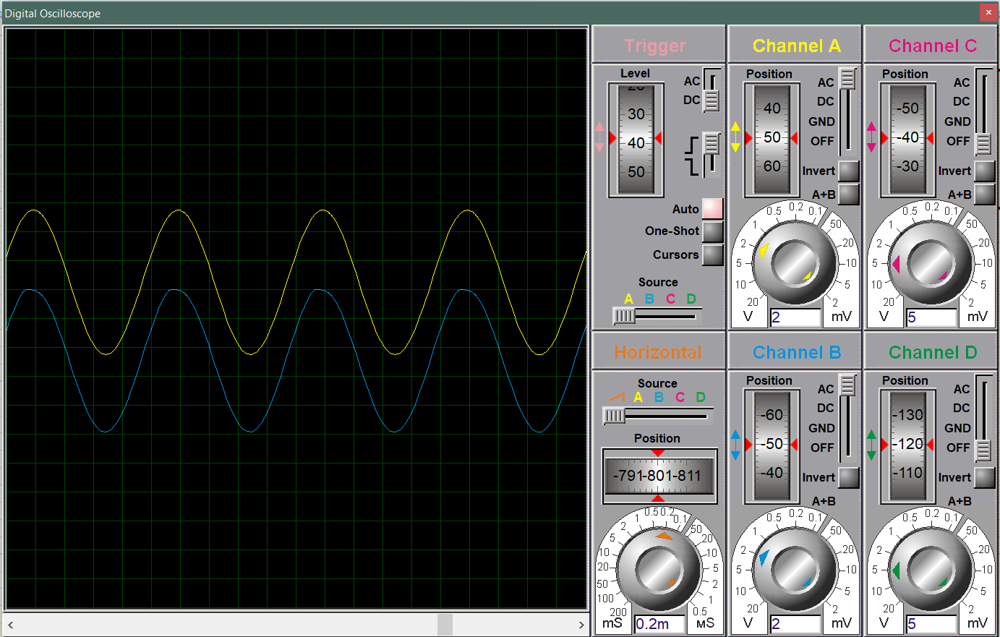 Digital Oscilloscope
Trigger
Level
20
30
40
50
AC
DC
Auto
One-Shot
Cursors
Source
A B C D
Channel A
Position
40
50
60
AC
DC
GND
OFF
Invert
A+B
0.5 0.2 0.1
1 50
2 20
5 10
10 5
20 2
V 2 mV
Channel C
Position
-50
-40
-30
AC
DC
GND
OFF
Invert
A+B
0.5 0.2 0.1
1 50
2 20
5 10
10 5
20 2
V 5 mV
Horizontal
Source
A B C D
Position
-791-801-811
0.5 0.2
1 0.1
2 50
5 20
10 10
20 5
50 2
100 1
200 0.5
mS 0.2m мS
Channel B
Position
-60
-50
-40
AC
DC
GND
OFF
Invert
A+B
0.5 0.2 0.1
1 50
2 20
5 10
10 5
20 2
V 2 mV
Channel D
Position
-130
-120
-110
AC
DC
GND
OFF
Invert
A+B
0.5 0.2 0.1
1 50
2 20
5 10
10 5
20 2
V 5 mV